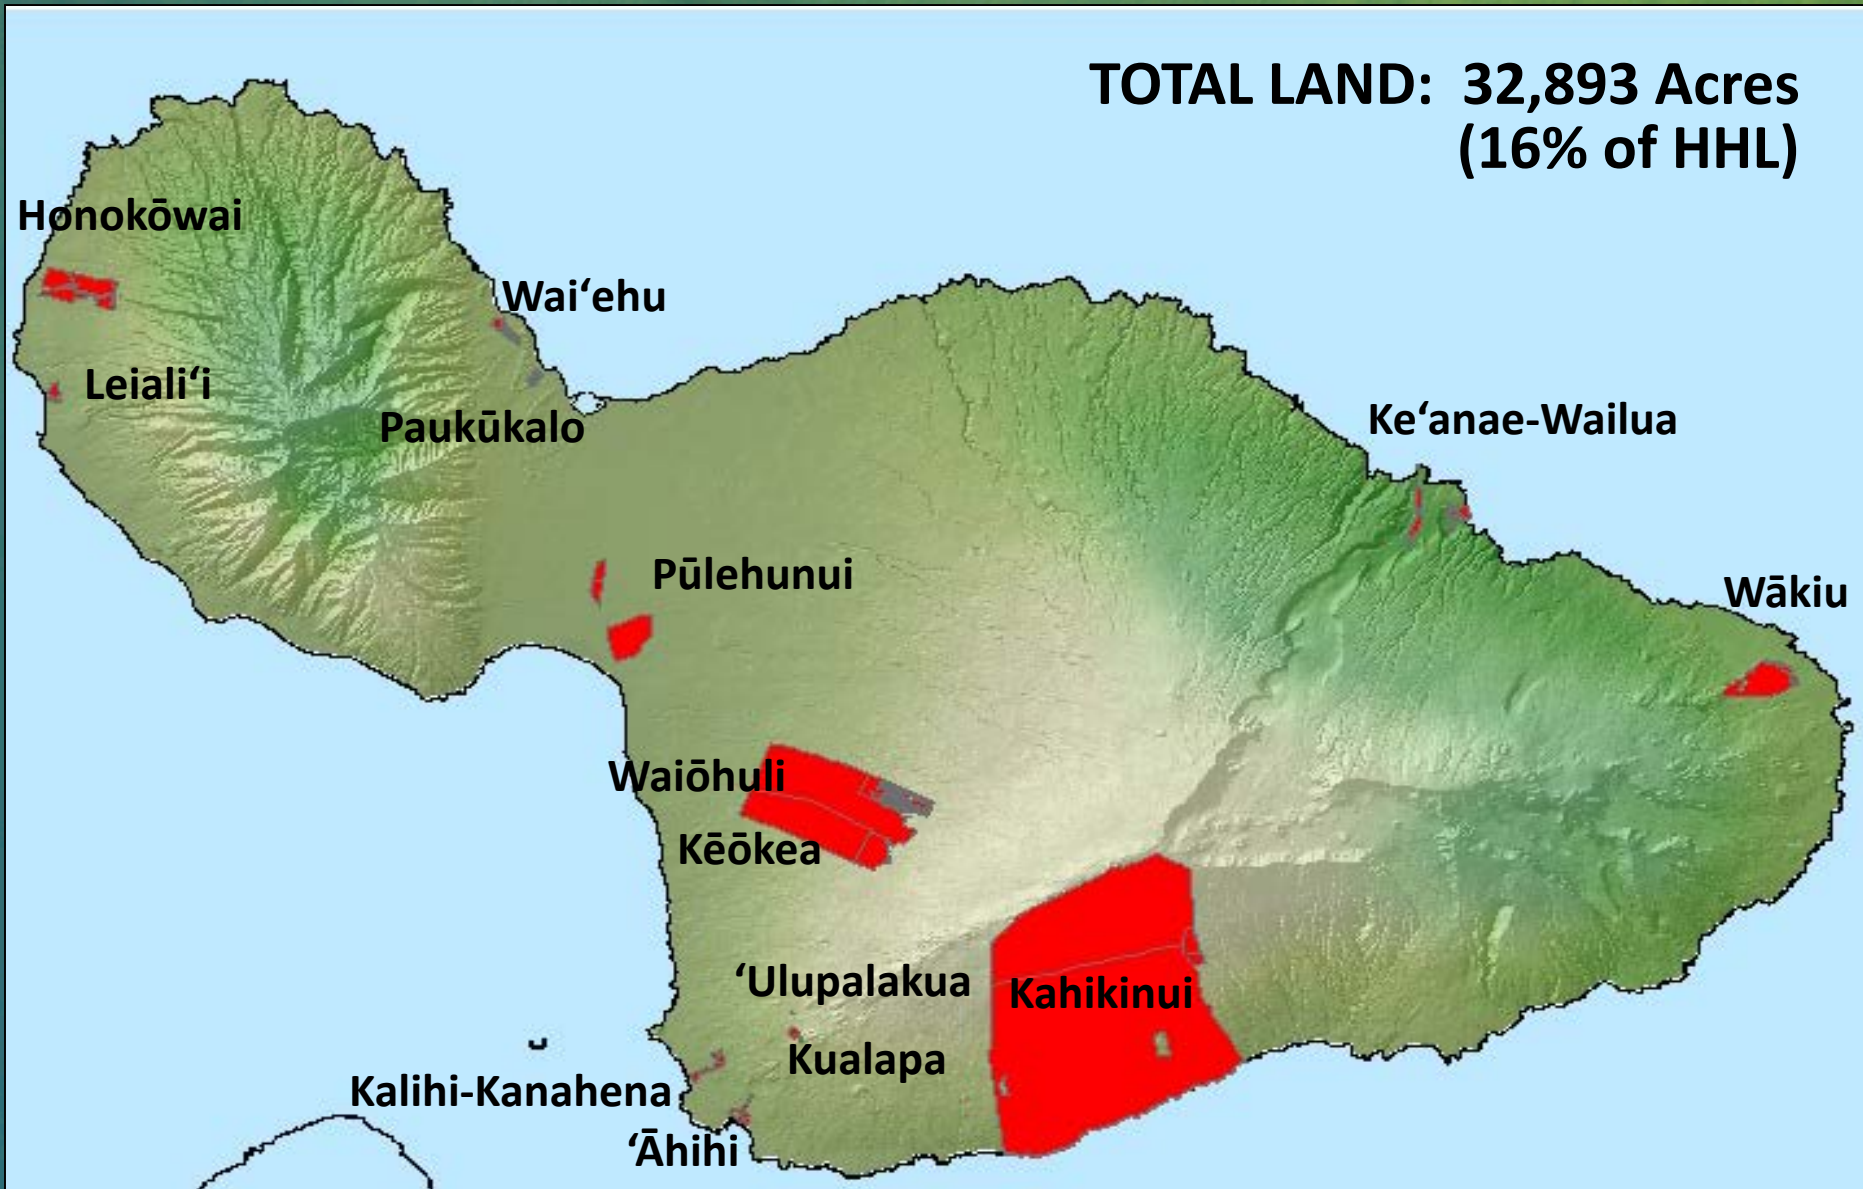 TOTAL LAND: 32,893 Acres
(16% of HHL)
Honokōwai
Waiʻehu
Leialiʻi
Paukūkalo
Keʻanae-Wailua
Pūlehunui
Wākiu
Waiōhuli
Kēōkea
ʻUlupalakua
Kahikinui
Kualapa
Kalihi-Kanahena
ʻĀhihi